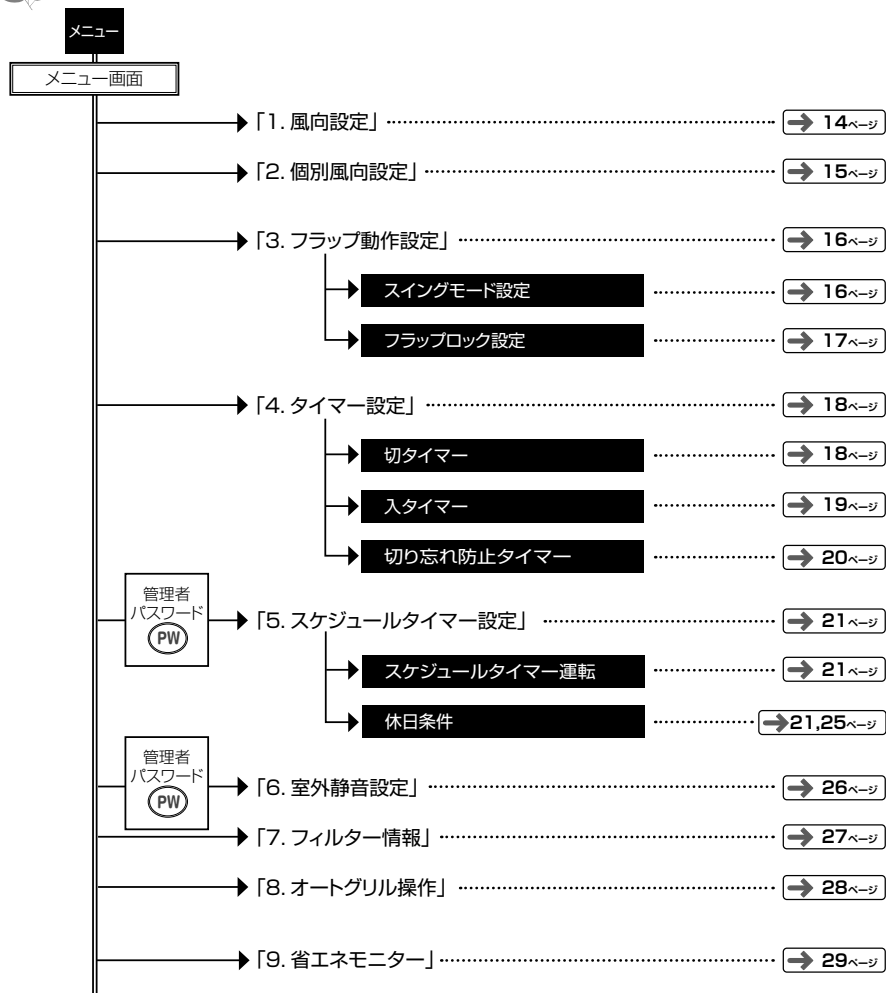 メニュー
メニュー画面
「1. 風向設定」 ➔ 14ページ
「2. 個別風向設定」 ➔ 15ページ
「3. フラップ動作設定」 ➔ 16ページ
スイングモード設定 ➔ 16ページ
フラップロック設定 ➔ 17ページ
「4. タイマー設定」 ➔ 18ページ
切タイマー ➔ 18ページ
入タイマー ➔ 19ページ
切り忘れ防止タイマー ➔ 20ページ
管理者
パスワード
PW
「5. スケジュールタイマー設定」 ➔ 21ページ
スケジュールタイマー運転 ➔ 21ページ
休日条件 ➔21,25ページ
管理者
パスワード
PW
「6. 室外静音設定」 ➔ 26ページ
「7. フィルター情報」 ➔ 27ページ
「8. オートグリル操作」 ➔ 28ページ
「9. 省エネモニター」 ➔ 29ページ